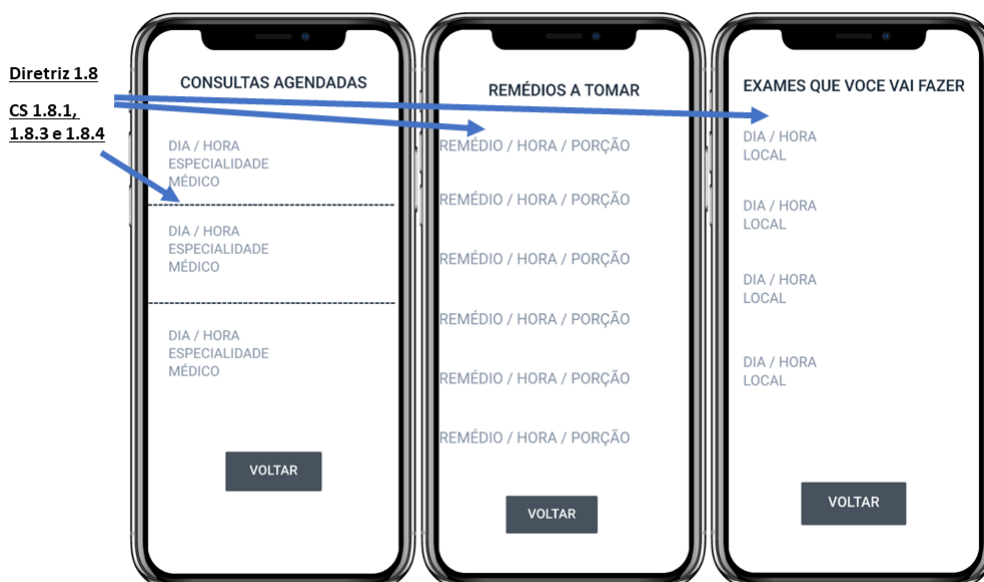 Diretriz 1.8
CS 1.8.1,
1.8.3 e 1.8.4
CONSULTAS AGENDADAS
DIA / HORA
ESPECIALIDADE
MÉDICO
DIA / HORA
ESPECIALIDADE
MÉDICO
DIA / HORA
ESPECIALIDADE
MÉDICO
VOLTAR
REMÉDIOS A TOMAR
REMÉDIO / HORA / PORÇÃO
REMÉDIO / HORA / PORÇÃO
REMÉDIO / HORA / PORÇÃO
REMÉDIO / HORA / PORÇÃO
REMÉDIO / HORA / PORÇÃO
REMÉDIO / HORA / PORÇÃO
VOLTAR
EXAMES QUE VOCE VAI FAZER
DIA / HORA
LOCAL
DIA / HORA
LOCAL
DIA / HORA
LOCAL
DIA / HORA
LOCAL
VOLTAR